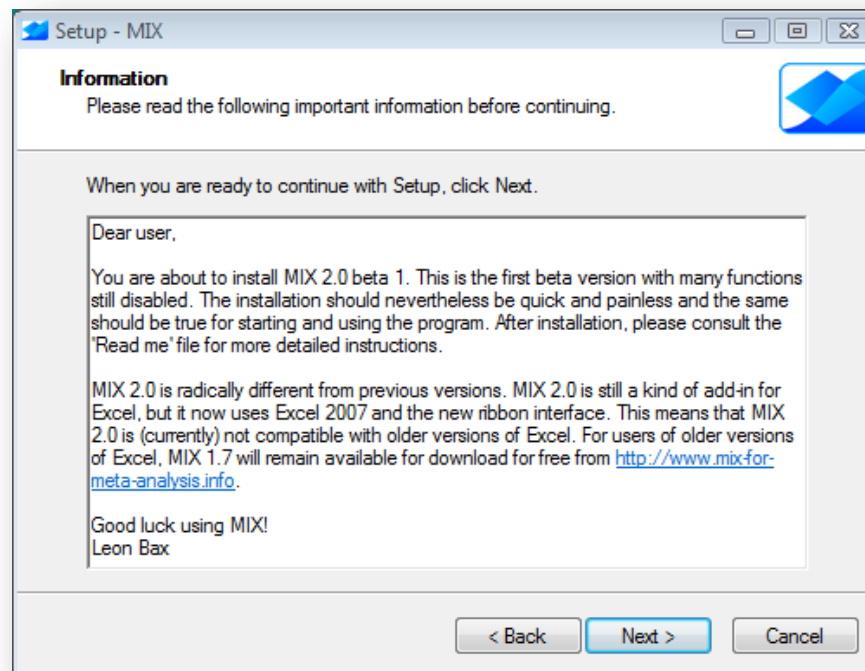 Setup - MIX
Information
Please read the following important information before continuing.
When you are ready to continue with Setup, click Next.
Dear user,
You are about to install MIX 2.0 beta 1. This is the first beta version with many functions
still disabled. The installation should nevertheless be quick and painless and the same
should be true for starting and using the program. After installation, please consult the
'Read me' file for more detailed instructions.
MIX 2.0 is radically different from previous versions. MIX 2.0 is still a kind of add-in for
Excel, but it now uses Excel 2007 and the new ribbon interface. This means that MIX
2.0 is (currently) not compatible with older versions of Excel. For users of older versions
of Excel, MIX 1.7 will remain available for download for free from http://www.mix-for-
meta-analysis.info.
Good luck using MIX!
Leon Bax
< Back Next > Cancel